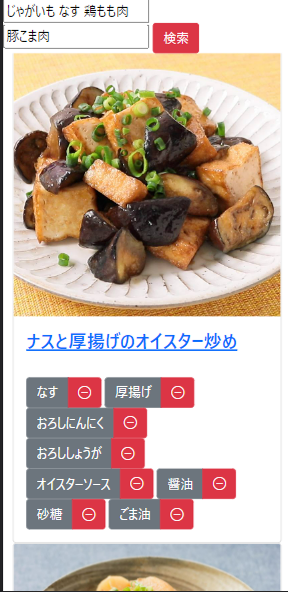 じゃがいも なす 鶏もも肉
豚こま肉 検索
ナスと厚揚げのオイスター炒め
なす 厚揚げ
おろしにんにく
おろししょうが
オイスターソース 醤油
砂糖 ごま油